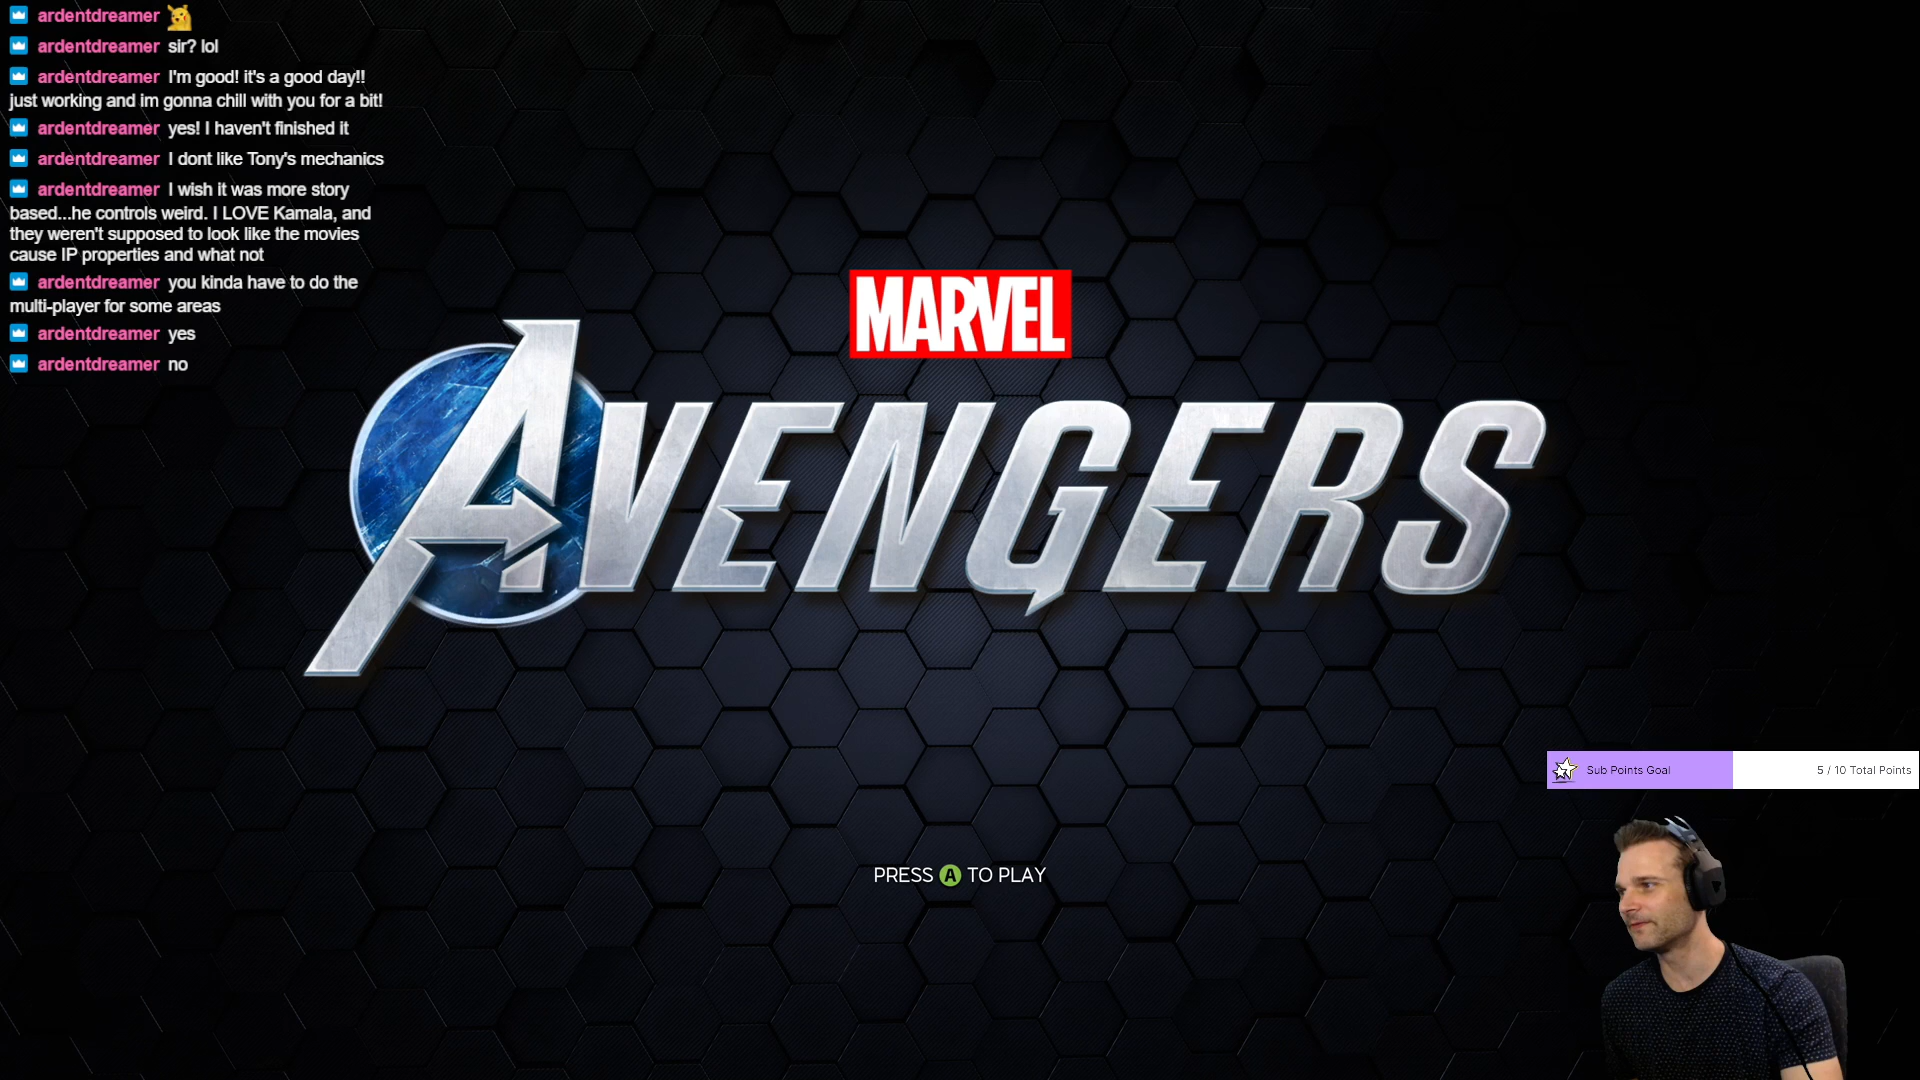 ardentdreamer
ardentdreamer sir? lol
ardentdreamer I'm good! it's a good day!!
just working and im gonna chill with you for a bit!
ardentdreamer yes! I haven't finished it
ardentdreamer I dont like Tony's mechanics
ardentdreamer I wish it was more story
based...he controls weird. I LOVE Kamala, and
they weren't supposed to look like the movies
cause IP properties and what not
ardentdreamer you kinda have to do the
multi-player for some areas
ardentdreamer yes
ardentdreamer no
MARVEL
AVENGERS
Sub Points Goal 5 / 10 Total Points
PRESS A TO PLAY